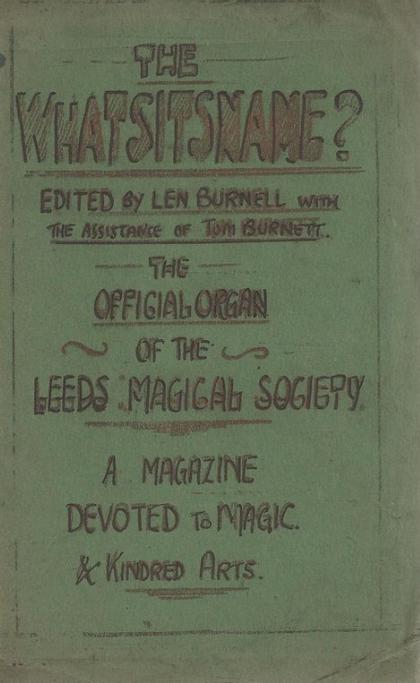 THE
WHATSITSNAME?
EDITED BY LEN BURNELL WITH
THE ASSISTANCE OF TOM BURNETT.
THE
OFFICIAL ORGAN
OF THE
LEEDS MAGICAL SOCIETY
A MAGAZINE
DEVOTED TO MAGIC.
& KINDRED ARTS.